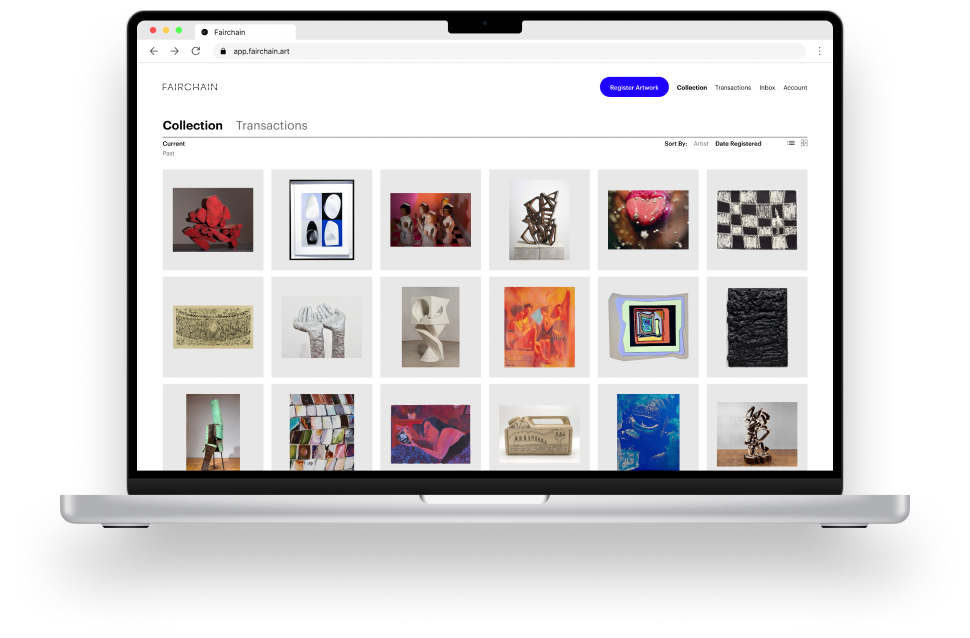 Fairchain
app.fairchain.art
FAIRCHAIN
Register Artwork Collection Transactions Inbox Account
Collection Transactions
Current Sort By: Artist Date Registered
Past